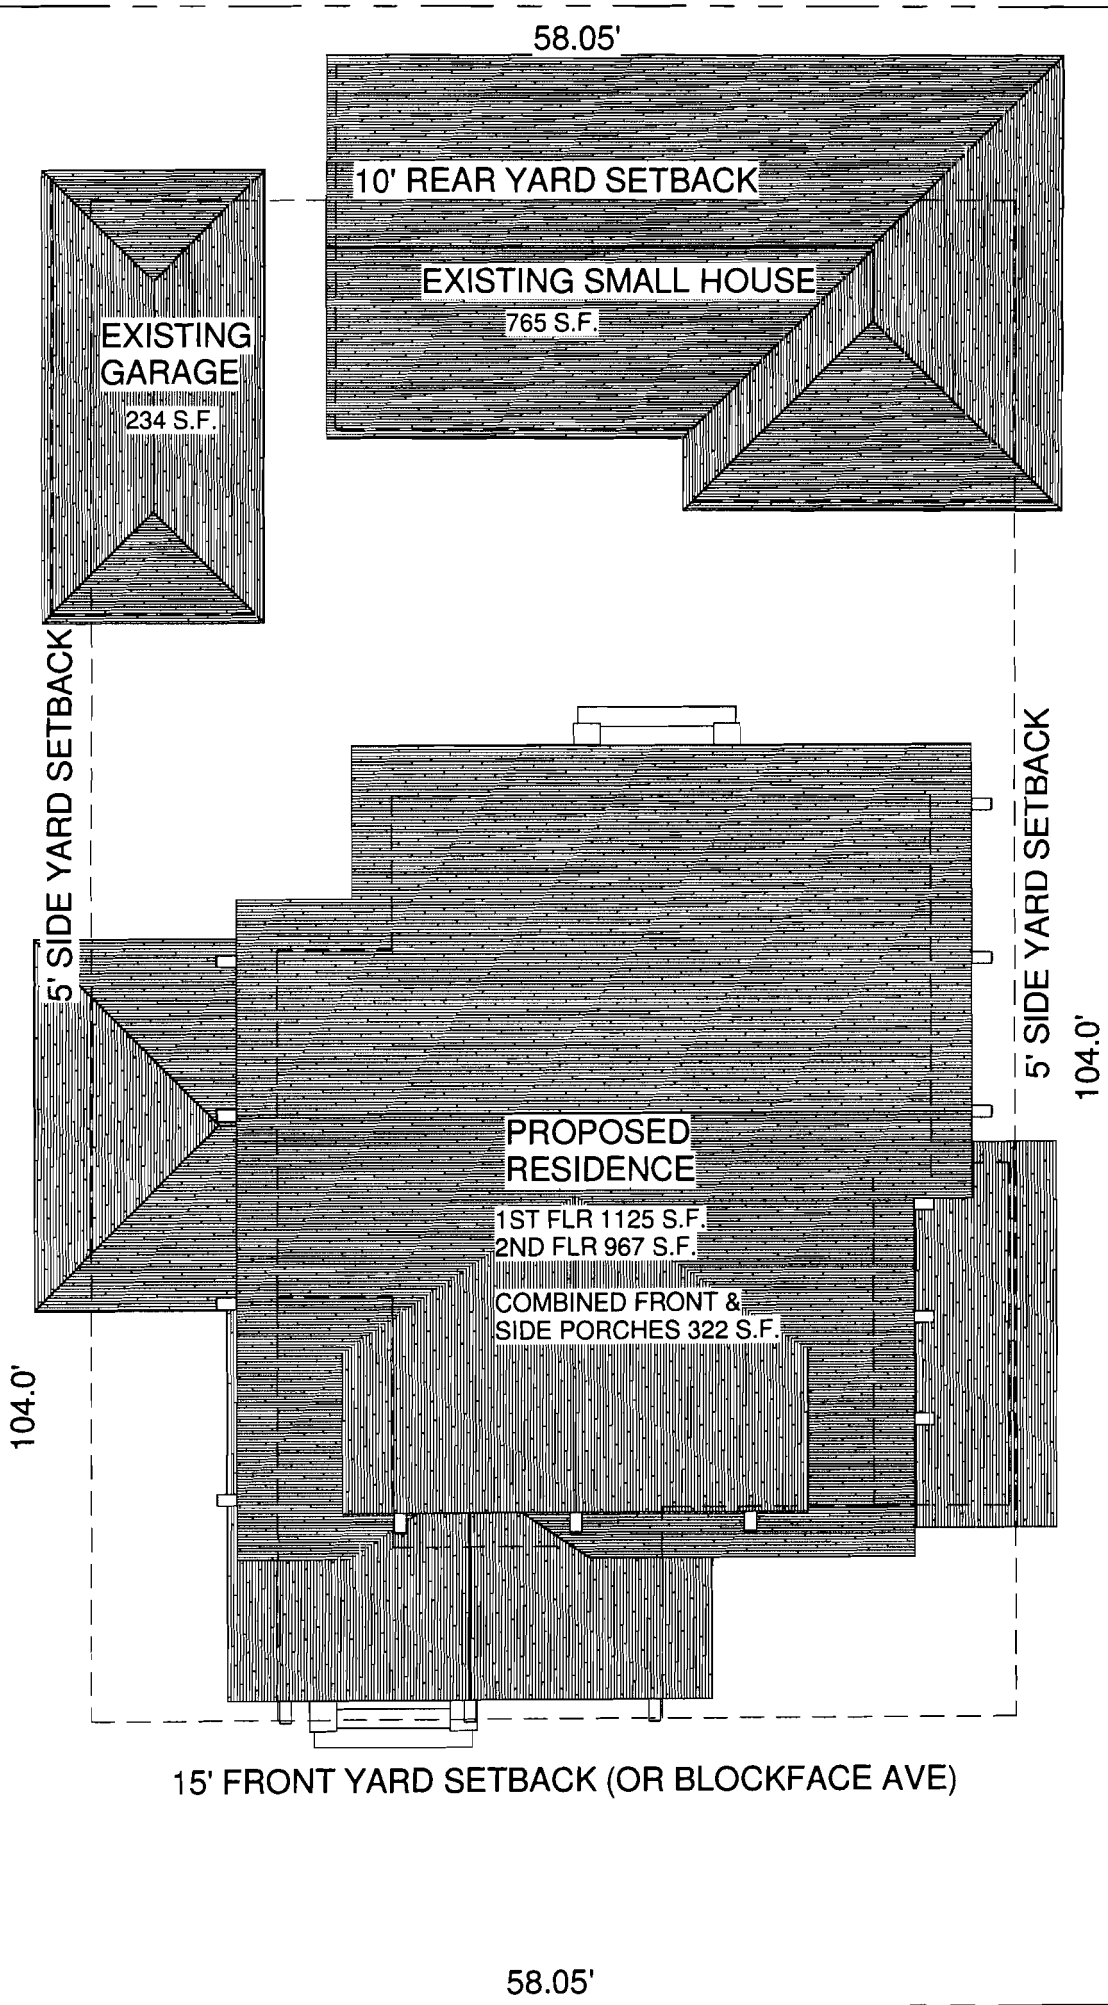 58.05'
10' REAR YARD SETBACK
EXISTING SMALL HOUSE
765 S.F.
EXISTING
GARAGE
234 S.F.
5' SIDE YARD SETBACK
5' SIDE YARD SETBACK
104.0'
PROPOSED
RESIDENCE
1ST FLR 1125 S.F.
2ND FLR 967 S.F.
COMBINED FRONT &
SIDE PORCHES 322 S.F.
104.0'
15' FRONT YARD SETBACK (OR BLOCKFACE AVE)
58.05'